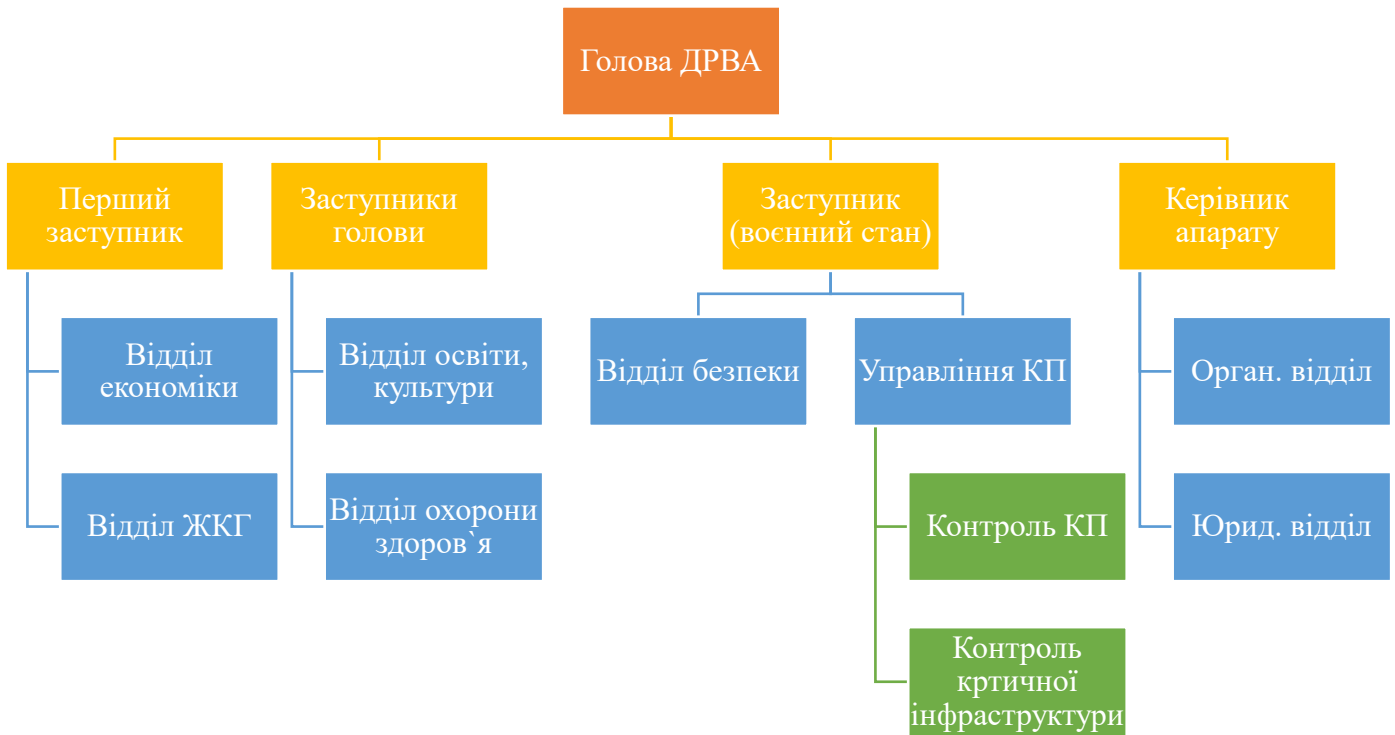 Голова ДРВА
Перший
заступник
Заступники
голови
Заступник
(воєнний стан)
Керівник
апарату
Відділ
економіки
Відділ освіти,
культури
Відділ безпеки
Управління КП
Орган. відділ
Відділ ЖКГ
Відділ охорони
здоров`я
Контроль КП
Юрид. відділ
Контроль
кртичної
інфраструктури